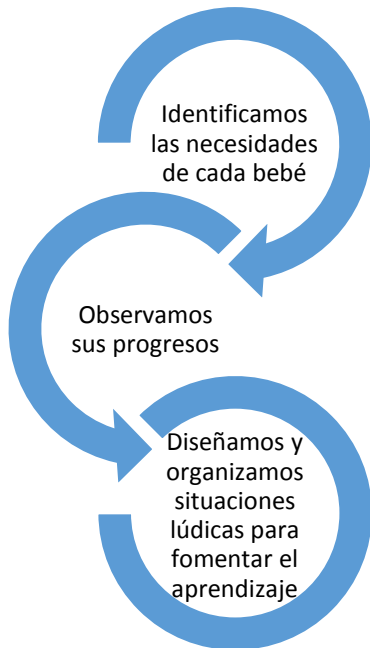 Identificamos
las necesidades
de cada bebé
Observamos
sus progresos
Diseñamos y
organizamos
situaciones
lúdicas para
fomentar el
aprendizaje